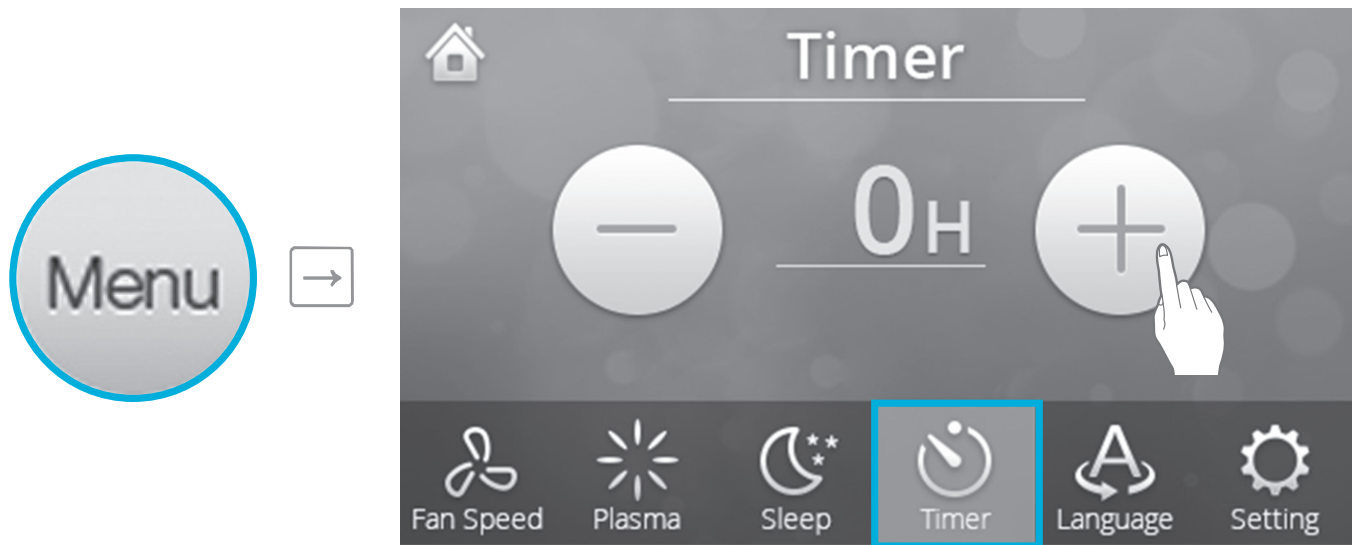 Menu
Timer
0H
Fan Speed
Plasma
Sleep
Timer
Language
Setting